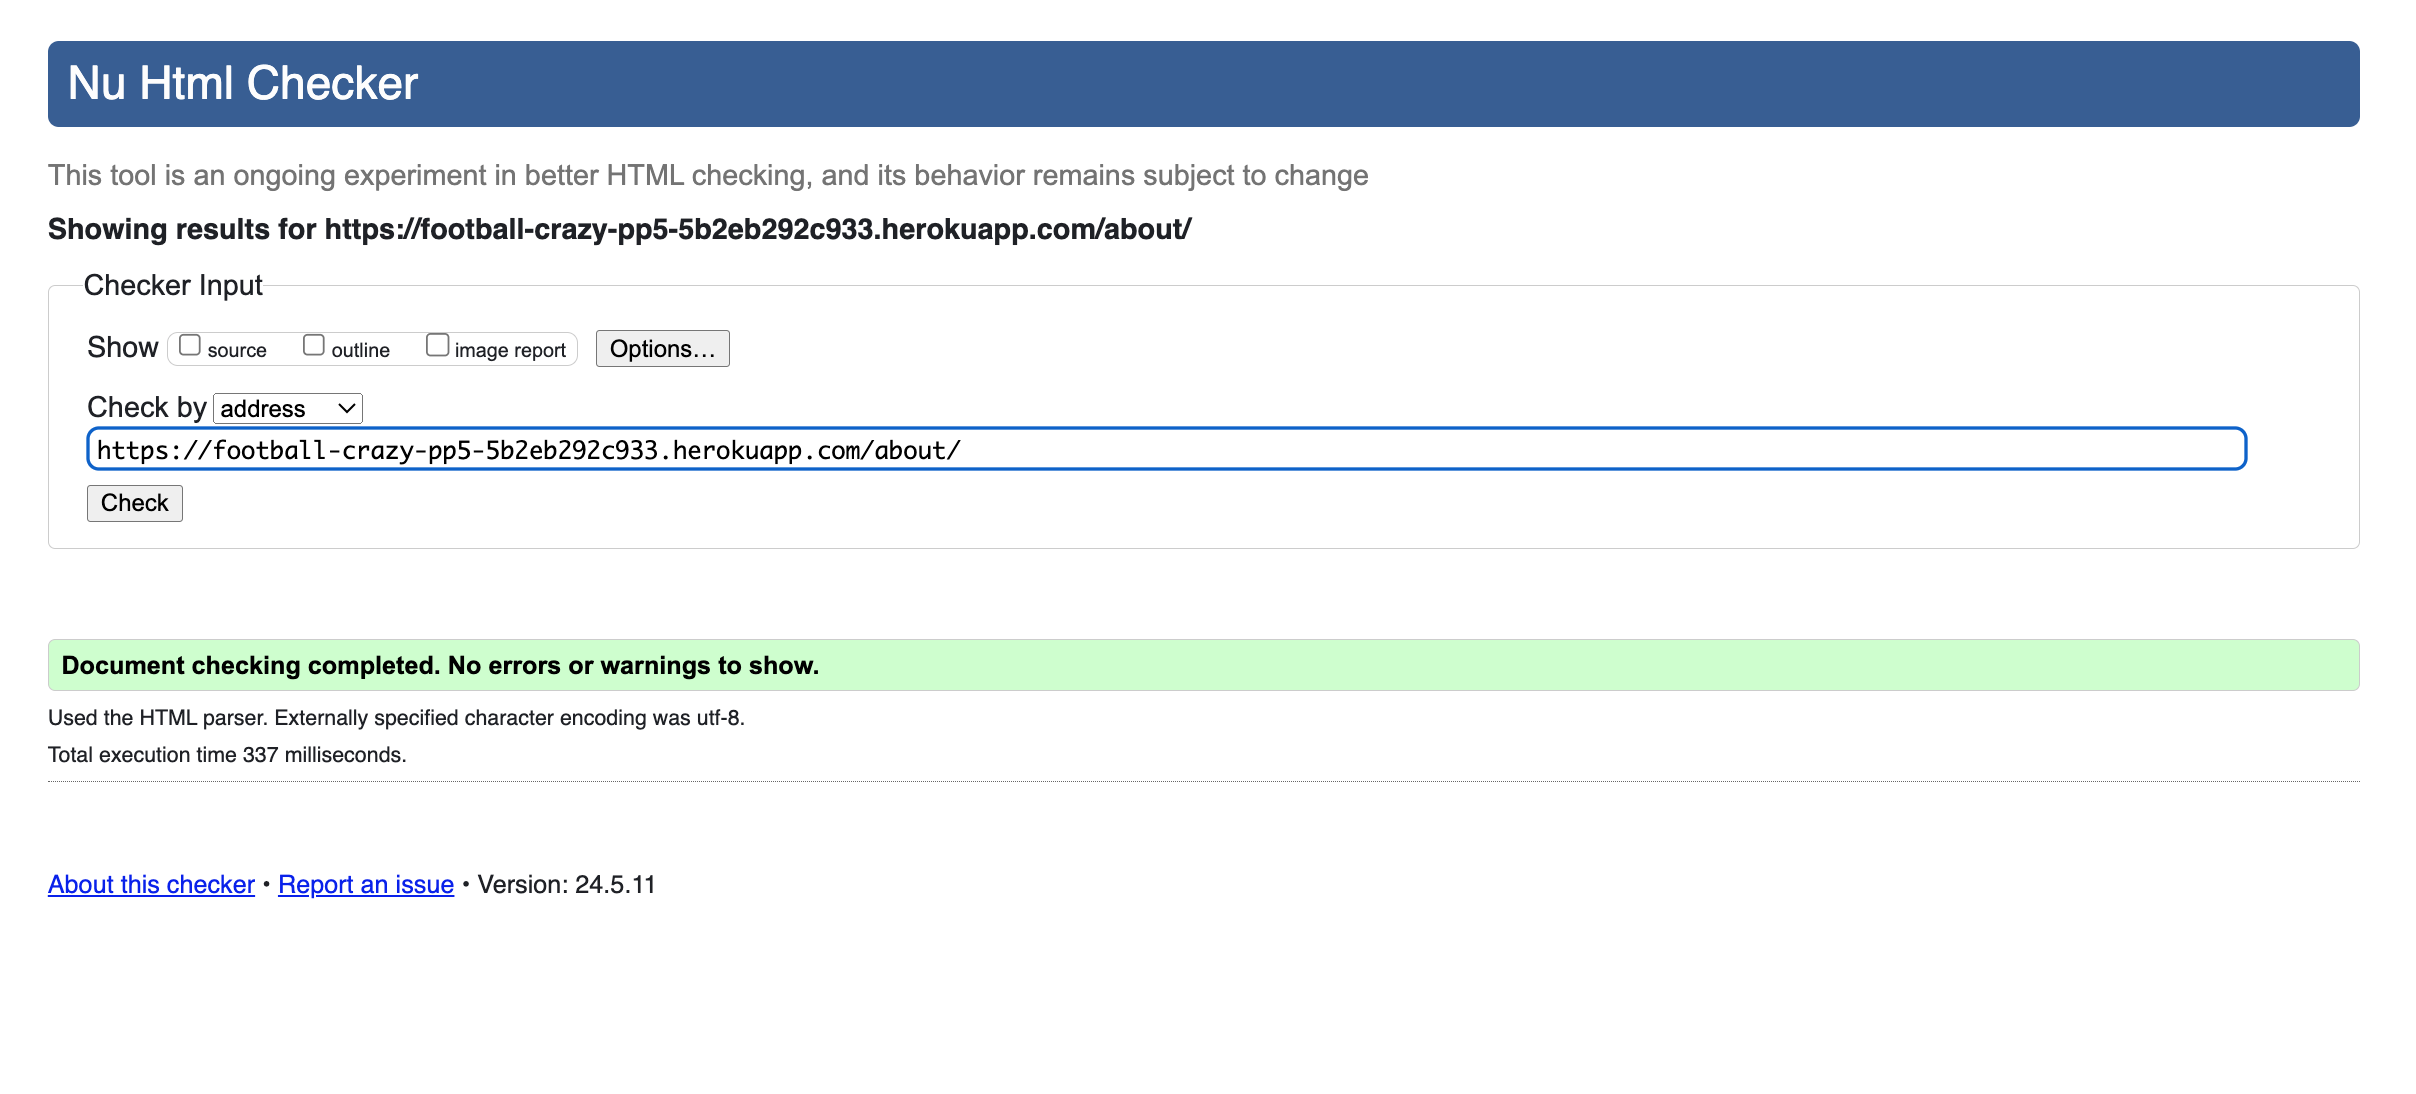 Nu Html Checker
This tool is an ongoing experiment in better HTML checking, and its behavior remains subject to change
Showing results for https://football-crazy-pp5-5b2eb292c933.herokuapp.com/about/
Checker Input
Show source outline image report Options...
Check by address
https://football-crazy-pp5-5b2eb292c933.herokuapp.com/about/
Check
Document checking completed. No errors or warnings to show.
Used the HTML parser. Externally specified character encoding was utf-8.
Total execution time 337 milliseconds.
About this checker • Report an issue • Version: 24.5.11